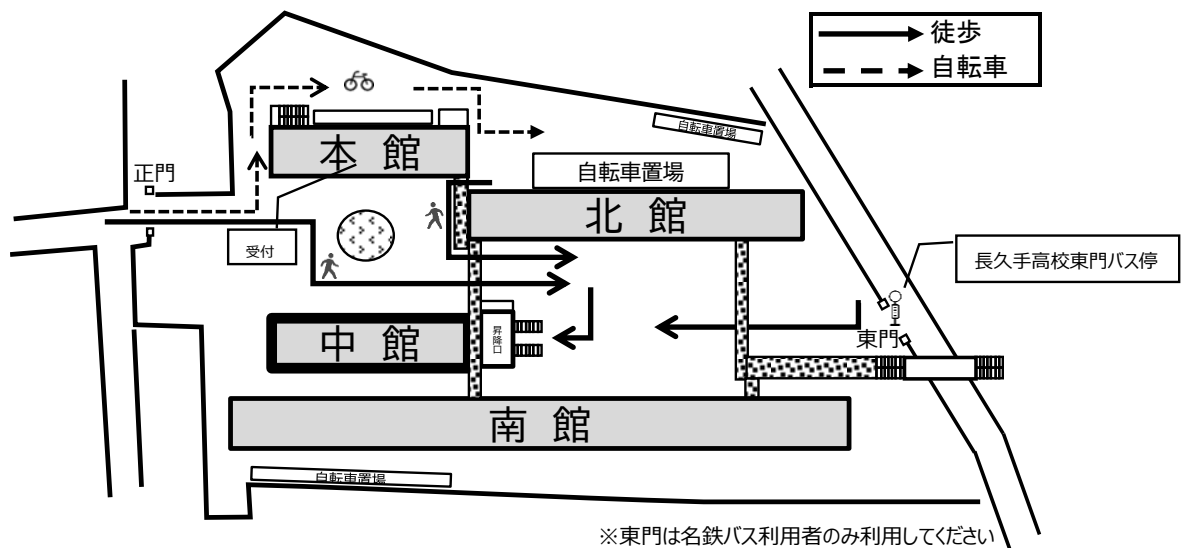 徒歩
自転車
自転車置場
本 館
正門
自転車置場
北 館
受付
長久手高校東門バス停
昇降口
東門
中 館
南 館
自転車置場
※東門は名鉄バス利用者のみ利用してください